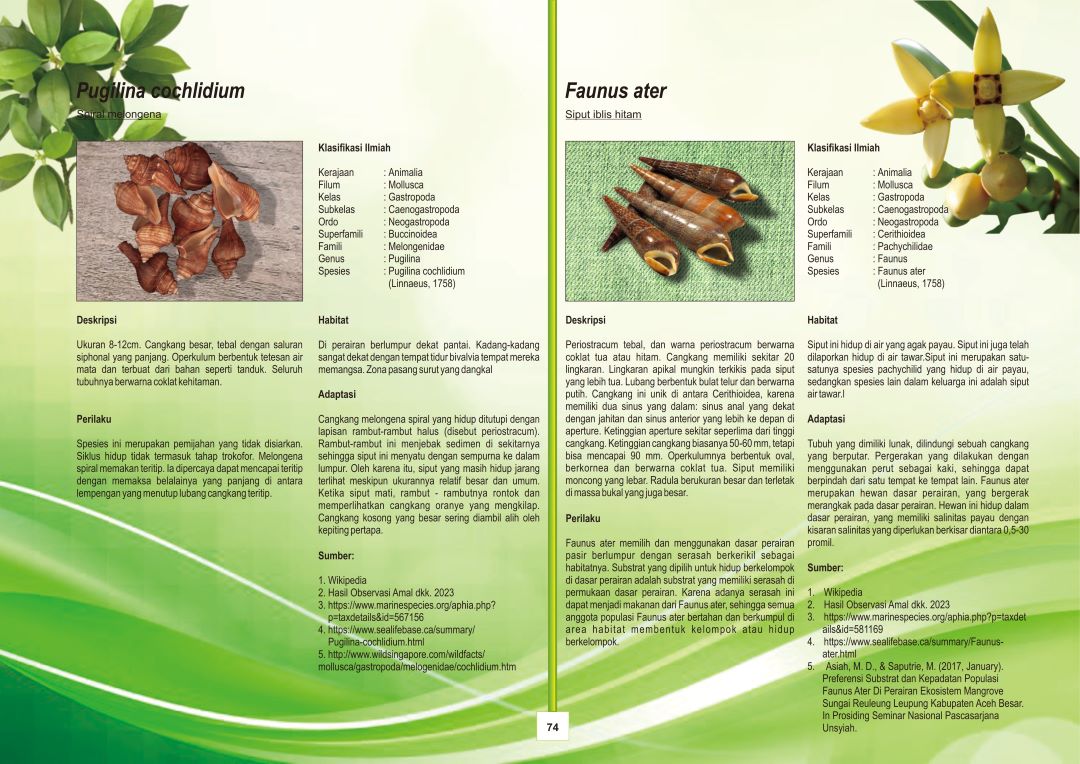 Pugilina cochlidium
Spiral melongena
Klasifikasi Ilmiah
Kerajaan : Animalia
Filum : Mollusca
Kelas : Gastropoda
Subkelas : Caenogastropoda
Ordo : Neogastropoda
Superfamili : Buccinoidea
Famili : Melongenidae
Genus : Pugilina
Spesies : Pugilina cochlidium
(Linnaeus, 1758)
Deskripsi
Ukuran 8-12cm. Cangkang besar, tebal dengan saluran
siphonal yang panjang. Operkulum berbentuk tetesan air
mata dan terbuat dari bahan seperti tanduk. Seluruh
tubuhnya berwarna coklat kehitaman.
Perilaku
Spesies ini merupakan pemijahan yang tidak disiarkan.
Siklus hidup tidak termasuk tahap trokofor. Melongena
spiral memakan teritip. Ia dipercaya dapat mencapai teritip
dengan memaksa belalainya yang panjang di antara
lempengan yang menutup lubang cangkang teritip.
Habitat
Di perairan berlumpur dekat pantai. Kadang-kadang
sangat dekat dengan tempat tidur bivalvia tempat mereka
memangsa. Zona pasang surut yang dangkal
Adaptasi
Cangkang melongena spiral yang hidup ditutupi dengan
lapisan rambut-rambut halus (disebut periostracum).
Rambut-rambut ini menjebak sedimen di sekitarnya
sehingga siput ini menyatu dengan sempurna ke dalam
lumpur. Oleh karena itu, siput yang masih hidup jarang
terlihat meskipun ukurannya relatif besar dan umum.
Ketika siput mati, rambut - rambutnya rontok dan
memperlihatkan cangkang oranye yang mengkilap.
Cangkang kosong yang besar sering diambil alih oleh
kepiting pertapa.
Sumber:
1. Wikipedia
2. Hasil Observasi Amal dkk. 2023
3. https://www.marinespecies.org/aphia.php?
p=taxdetails&id=567156
4. https://www.sealifebase.ca/summary/
Pugilina-cochlidium.html
5. http://www.wildsingapore.com/wildfacts/
mollusca/gastropoda/melogenidae/cochlidium.htm
Faunus ater
Siput iblis hitam
Klasifikasi Ilmiah
Kerajaan : Animalia
Filum : Mollusca
Kelas : Gastropoda
Subkelas : Caenogastropoda
Ordo : Neogastropoda
Superfamili : Cerithioidea
Famili : Pachychilidae
Genus : Faunus
Spesies : Faunus ater
(Linnaeus, 1758)
Deskripsi
Periostracum tebal, dan warna periostracum berwarna
coklat tua atau hitam. Cangkang memiliki sekitar 20
lingkaran. Lingkaran apikal mungkin terkikis pada siput
yang lebih tua. Lubang berbentuk bulat telur dan berwarna
putih. Cangkang ini unik di antara Cerithioidea, karena
memiliki dua sinus yang dalam: sinus anal yang dekat
dengan jahitan dan sinus anterior yang lebih ke depan di
aperture. Ketinggian aperture sekitar seperlima dari tinggi
cangkang. Ketinggian cangkang biasanya 50-60 mm, tetapi
bisa mencapai 90 mm. Operkulumnya berbentuk oval,
berkornea dan berwarna coklat tua. Siput memiliki
moncong yang lebar. Radula berukuran besar dan terletak
di massa bukal yang juga besar.
Perilaku
Faunus ater memilih dan menggunakan dasar perairan
pasir berlumpur dengan serasah berkerikil sebagai
habitatnya. Substrat yang dipilih untuk hidup berkelompok
di dasar perairan adalah substrat yang memiliki serasah di
permukaan dasar perairan. Karena adanya serasah ini
dapat menjadi makanan dari Faunus ater, sehingga semua
anggota populasi Faunus ater bertahan dan berkumpul di
area habitat membentuk kelompok atau hidup
berkelompok.
Habitat
Siput ini hidup di air yang agak payau. Siput ini juga telah
dilaporkan hidup di air tawar.Siput ini merupakan satu-
satunya spesies pachychilid yang hidup di air payau,
sedangkan spesies lain dalam keluarga ini adalah siput
air tawar.l
Adaptasi
Tubuh yang dimiliki lunak, dilindungi sebuah cangkang
yang berputar. Pergerakan yang dilakukan dengan
menggunakan perut sebagai kaki, sehingga dapat
berpindah dari satu tempat ke tempat lain. Faunus ater
merupakan hewan dasar perairan, yang bergerak
merangkak pada dasar perairan. Hewan ini hidup dalam
dasar perairan, yang memiliki salinitas payau dengan
kisaran salinitas yang diperlukan berkisar diantara 0,5-30
promil.
Sumber:
1. Wikipedia
2. Hasil Observasi Amal dkk. 2023
3. https://www.marinespecies.org/aphia.php?p=taxdet
ails&id=581169
4. https://www.sealifebase.ca/summary/Faunus-
ater.html
5. Asiah, M. D., & Saputrie, M. (2017, January).
Preferensi Substrat dan Kepadatan Populasi
Faunus Ater Di Perairan Ekosistem Mangrove
Sungai Reuleung Leupung Kabupaten Aceh Besar.
In Prosiding Seminar Nasional Pascasarjana
Unsyiah.
74